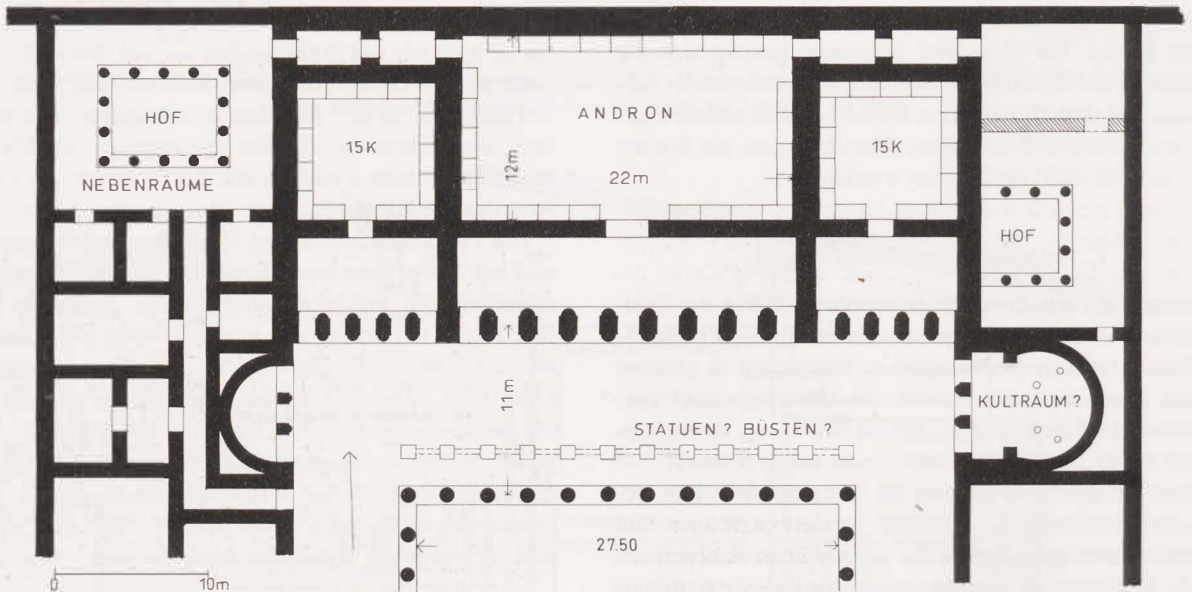 HOF
NEBENRÄUME
15K
ANDRON
12m
22m
15K
HOF
11m
STATUEN? BÜSTEN?
KULTRAUM?
27.50
0 10m